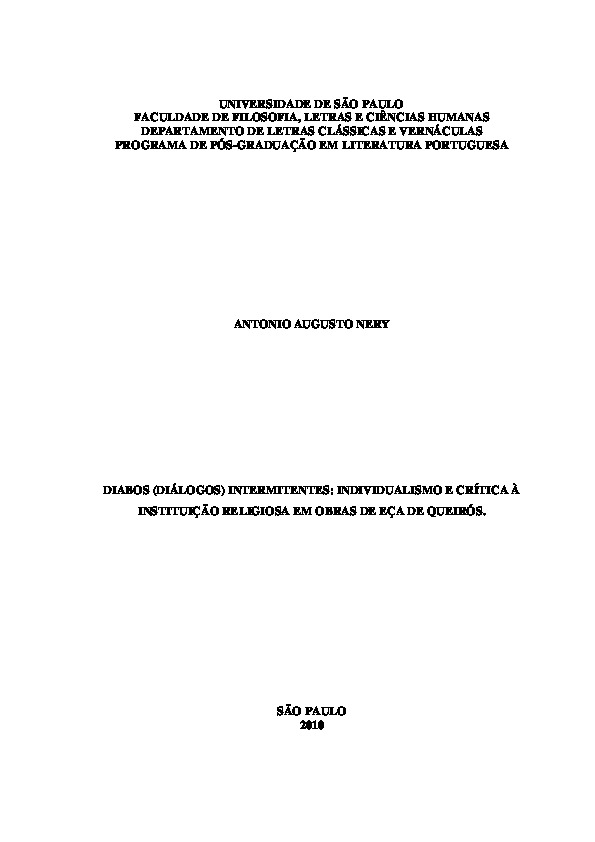 UNIVERSIDADE DE SÃO PAULO
FACULDADE DE FILOSOFIA, LETRAS E CIÊNCIAS HUMANAS
DEPARTAMENTO DE LETRAS CLÁSSICAS E VERNÁCULAS
PROGRAMA DE PÓS-GRADUAÇÃO EM LITERATURA PORTUGUESA
ANTONIO AUGUSTO NERY
DIABOS (DIÁLOGOS) INTERMITENTES: INDIVIDUALISMO E CRÍTICA À
INSTITUIÇÃO RELIGIOSA EM OBRAS DE EÇA DE QUEIRÓS.
SÃO PAULO
2010